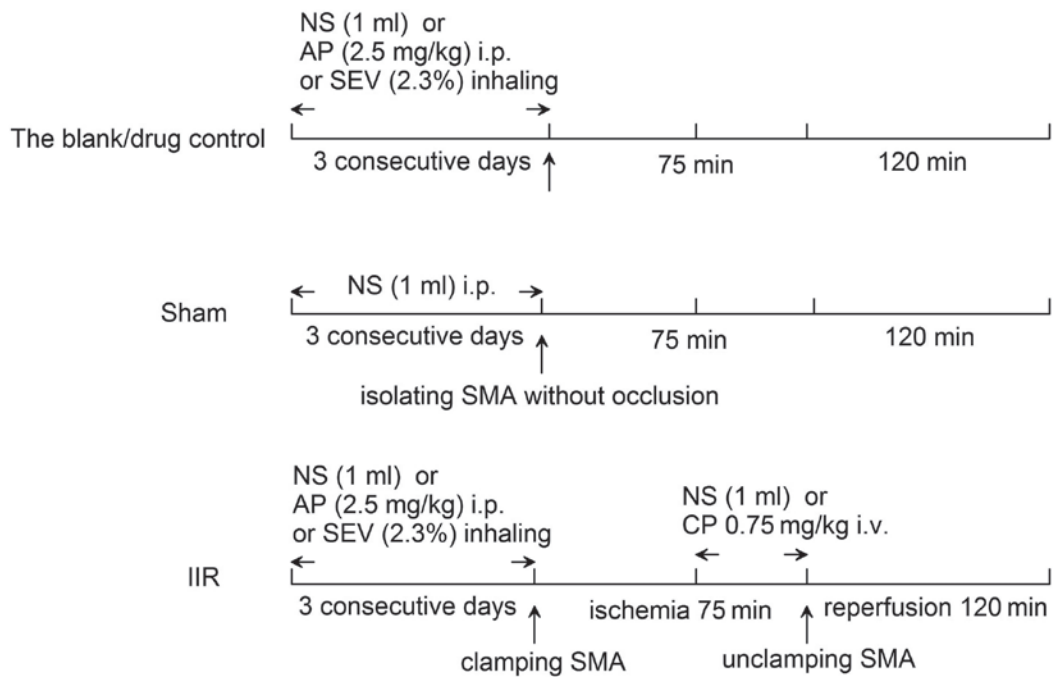 NS (1 ml) or
AP (2.5 mg/kg) i.p.
or SEV (2.3%) inhaling
The blank/drug control
3 consecutive days
75 min
120 min
NS (1 ml) i.p.
Sham
3 consecutive days
75 min
120 min
isolating SMA without occlusion
NS (1 ml) or
AP (2.5 mg/kg) i.p.
or SEV (2.3%) inhaling
NS (1 ml) or
CP 0.75 mg/kg i.v.
IIR
3 consecutive days
ischemia 75 min
reperfusion 120 min
clamping SMA
unclamping SMA